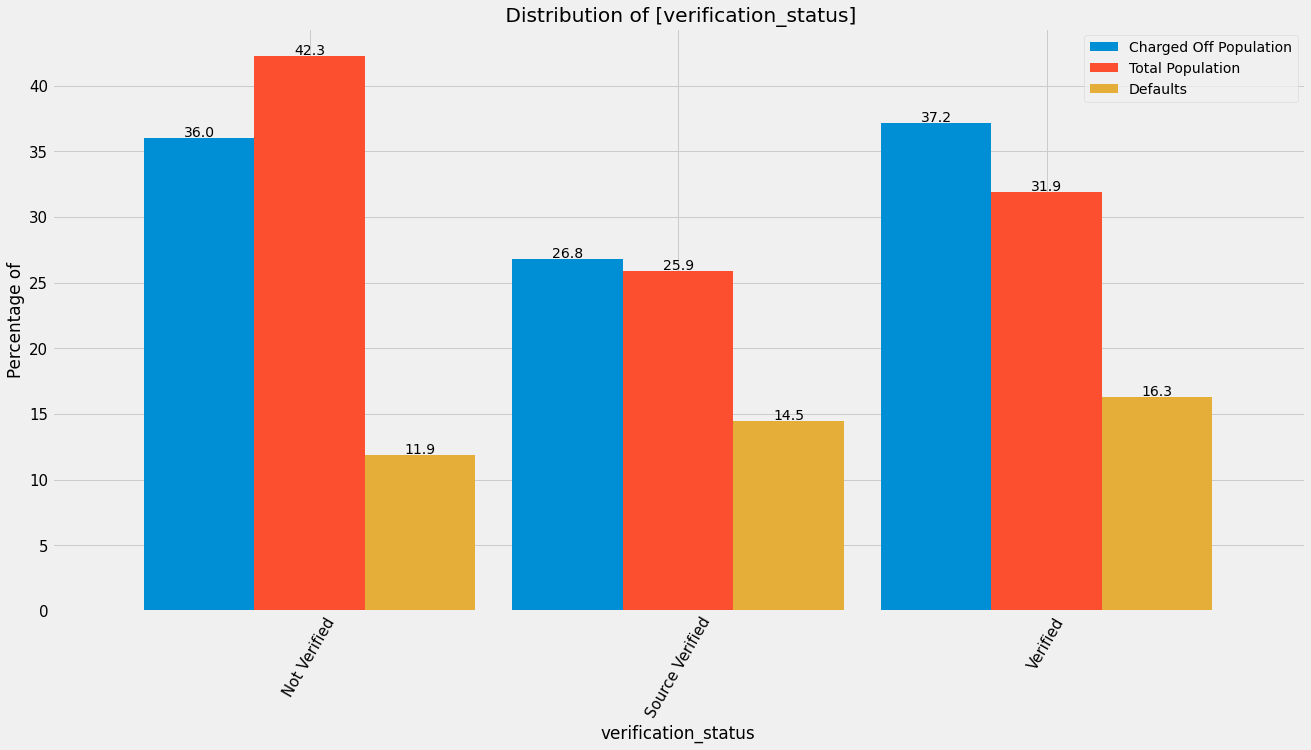 Distribution of [verification_status]
Charged Off Population
Total Population
Defaults
Percentage of
40
35
30
25
20
15
10
5
0
36.0
42.3
11.9
26.8
25.9
14.5
37.2
31.9
16.3
Not Verified
Source Verified
Verified
verification_status